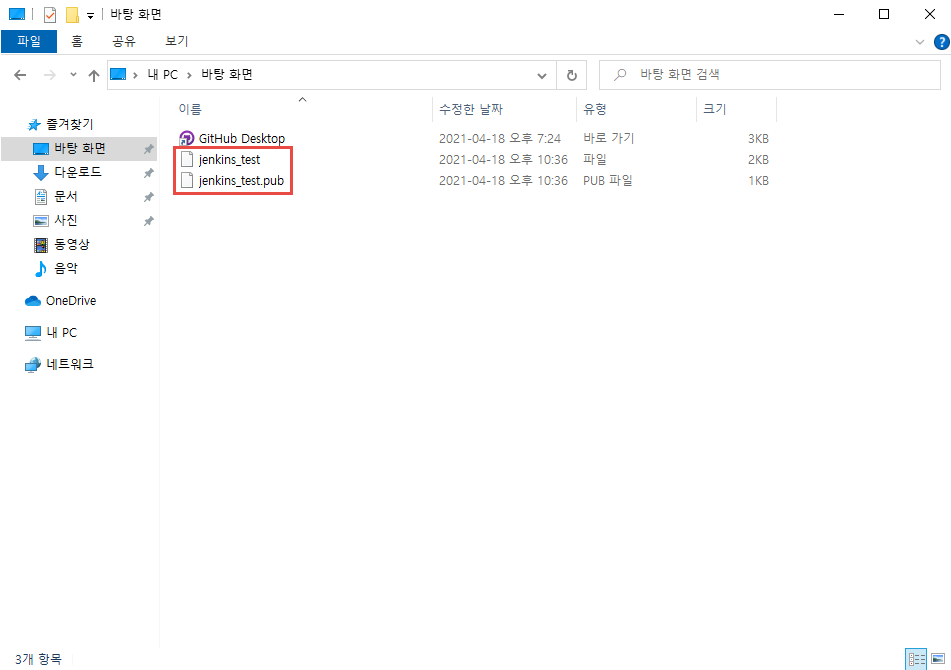 바탕 화면
파일 홈 공유 보기
?
내 PC 바탕 화면 바탕 화면 검색
이름 수정한 날짜 유형 크기
즐겨찾기
바탕 화면
다운로드
문서
사진
동영상
음악
OneDrive
내 PC
네트워크
GitHub Desktop 2021-04-18 오후 7:24 바로 가기 3KB
jenkins_test 2021-04-18 오후 10:36 파일 2KB
jenkins_test.pub 2021-04-18 오후 10:36 PUB 파일 1KB
3개 항목